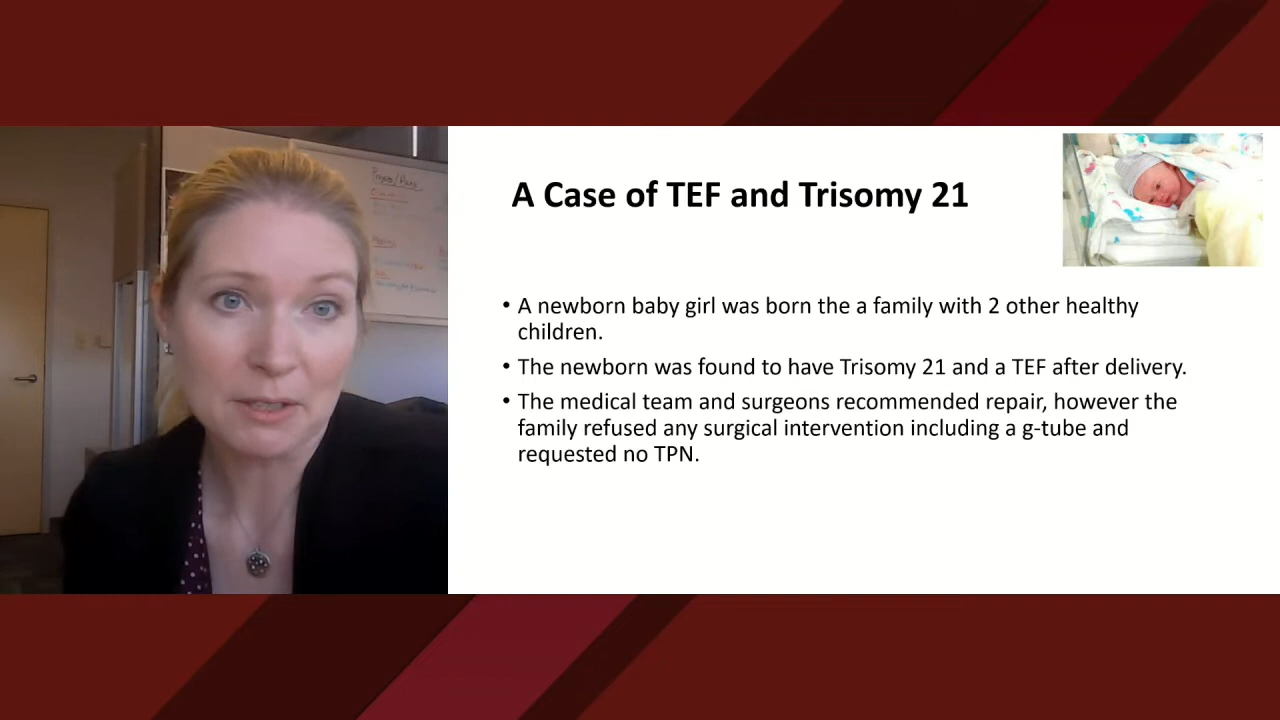 Projects/Plans
A Case of TEF and Trisomy 21
• A newborn baby girl was born the a family with 2 other healthy
children.
• The newborn was found to have Trisomy 21 and a TEF after delivery.
• The medical team and surgeons recommended repair, however the
family refused any surgical intervention including a g-tube and
requested no TPN.